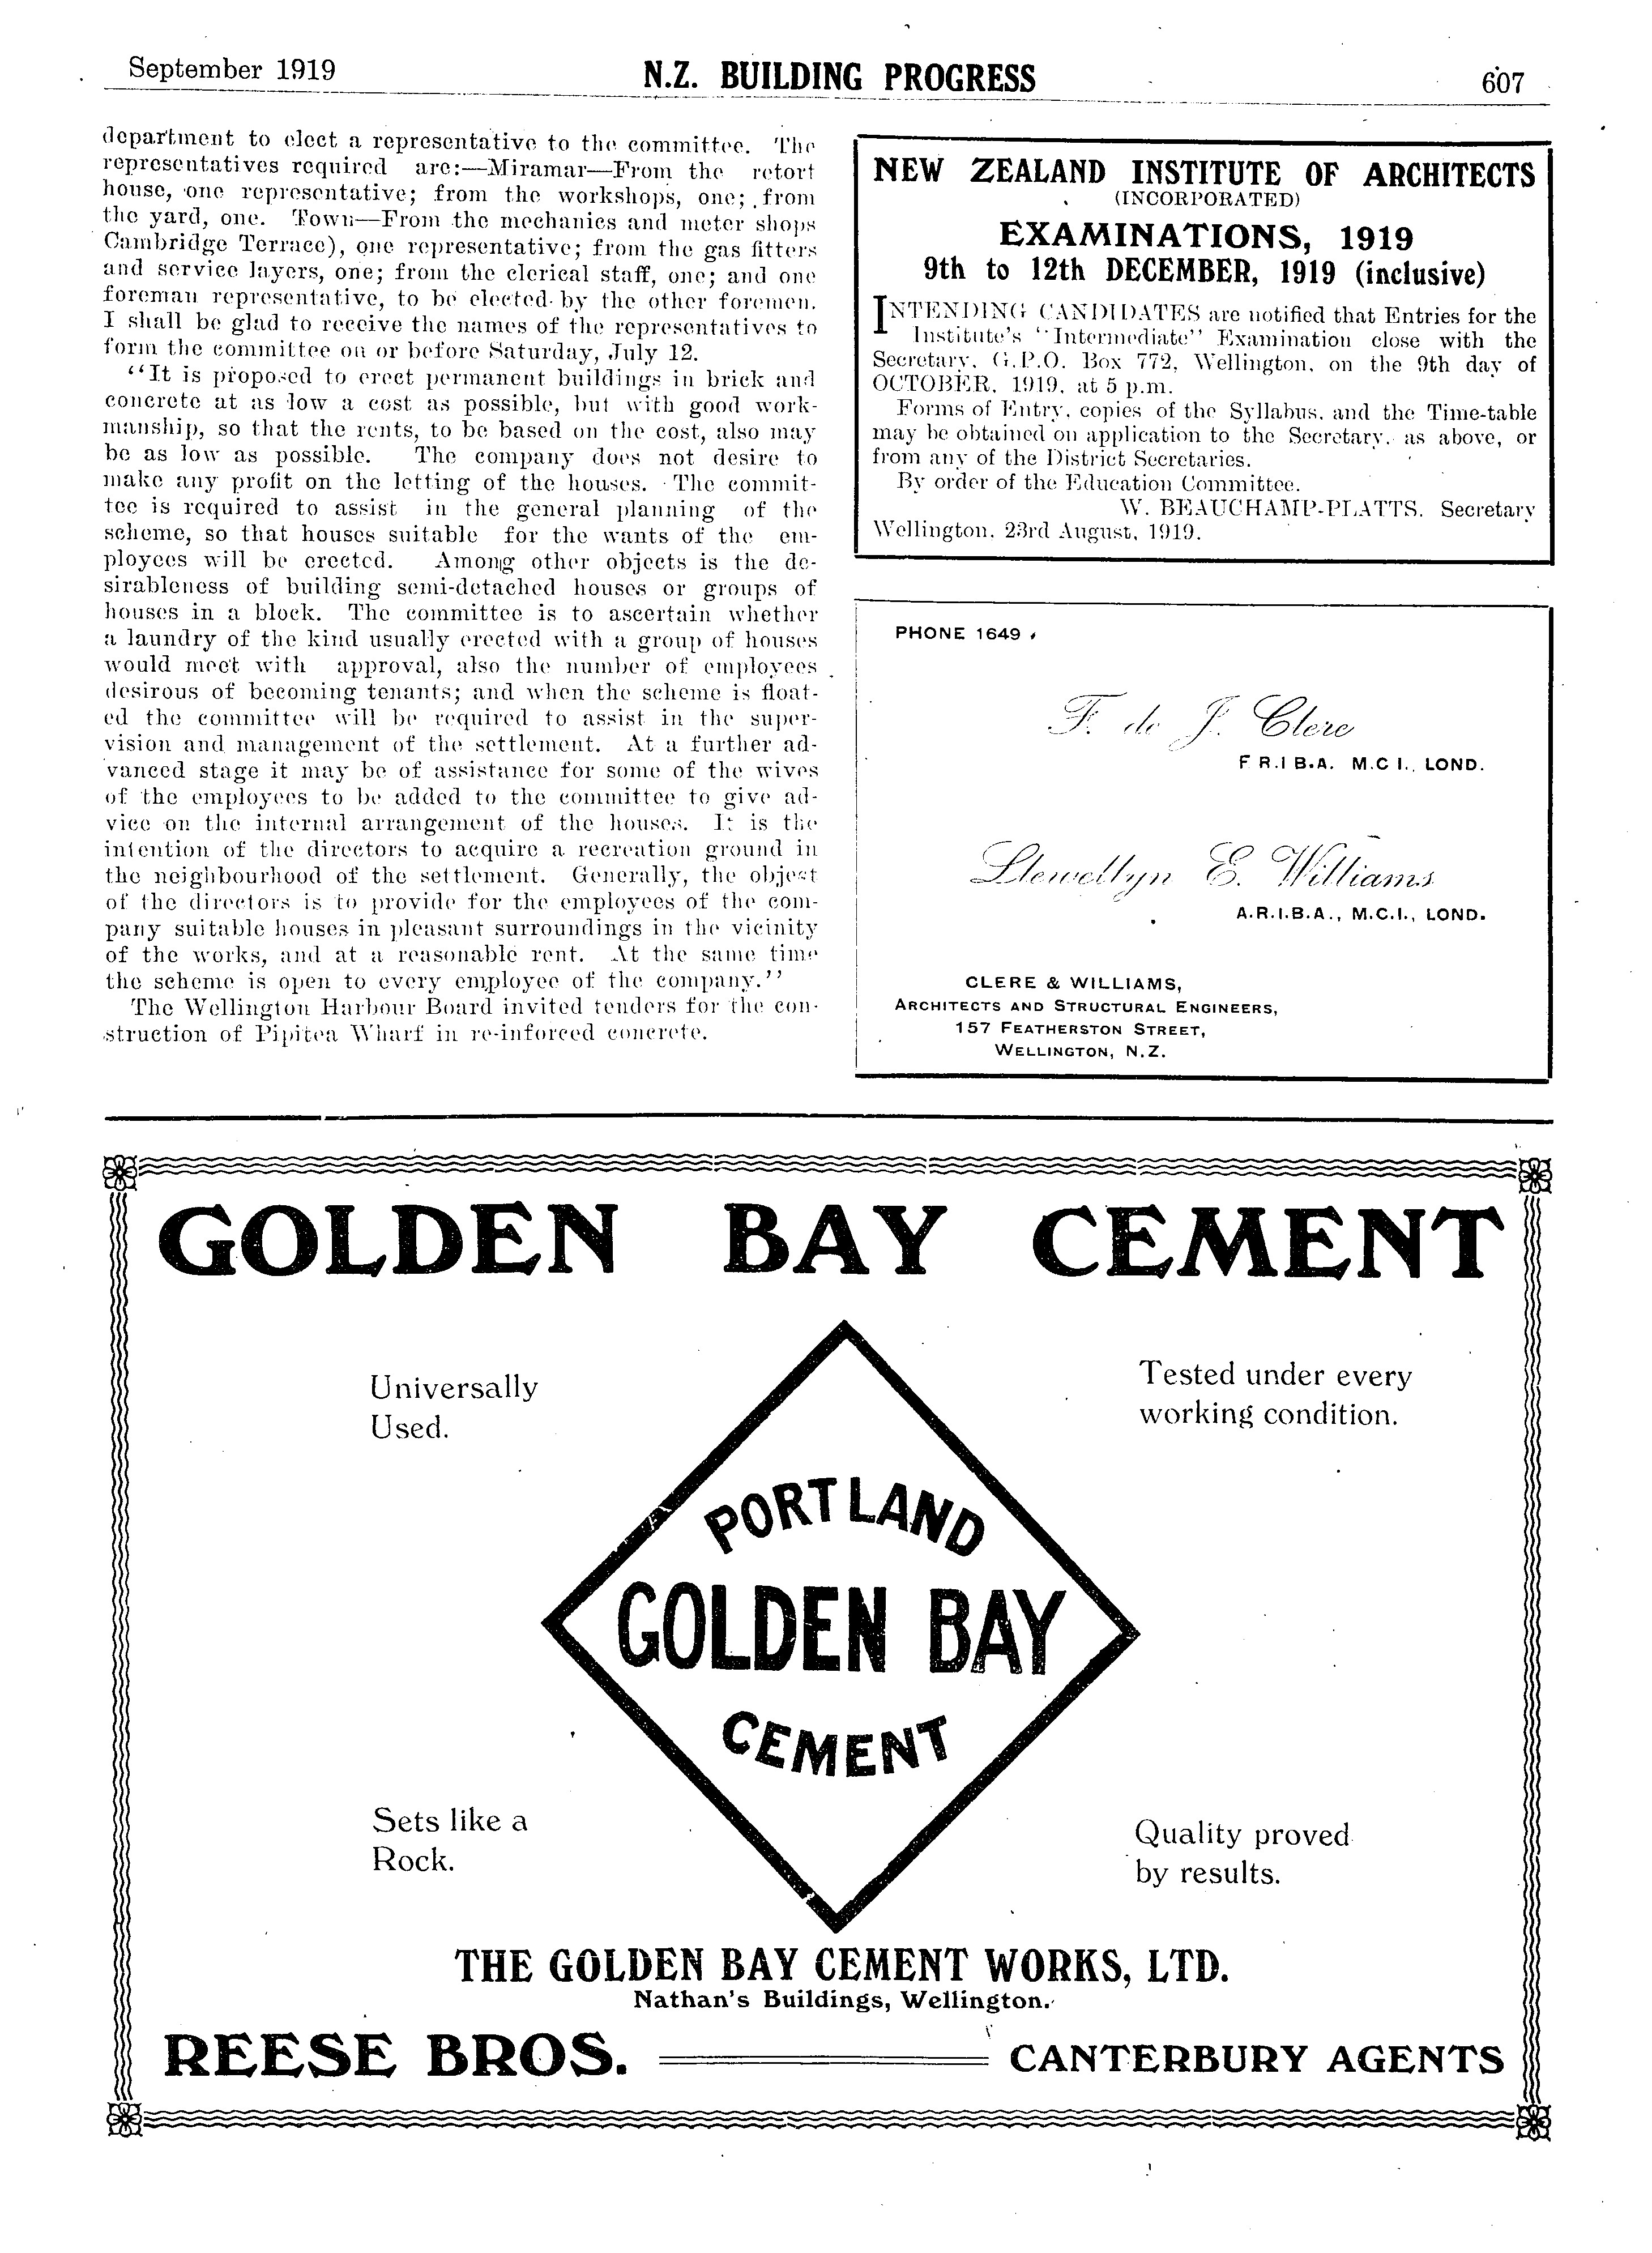 September 1919
N.Z. BUILDING PROGRESS
607
department to elect a representative to the committee. The
representatives required are:—Miramar—From the retort
house, one representative; from the workshops, one; from
the yard, one. Town—From the mechanics and meter shops
Cambridge Terrace), one representative; from the gas fitters
and service layers, one; from the clerical staff, one; and one
foreman representative, to be elected by the other foremen.
I shall be glad to receive the names of the representatives to
form the committee on or before Saturday, July 12.
“It is proposed to erect permanent buildings in brick and
concrete at as low a cost as possible, but with good work-
manship, so that the rents, to be based on the cost, also may
be as low as possible. The company does not desire to
make any profit on the letting of the houses. The commit-
tee is required to assist in the general planning of the
scheme, so that houses suitable for the wants of the em-
ployees will be erected. Among other objects is the de-
sirableness of building semi-detached houses or groups of
houses in a block. The committee is to ascertain whether
a laundry of the kind usually erected with a group of houses
would meet with approval, also the number of employees
desirous of becoming tenants; and when the scheme is float-
ed the committee will be required to assist in the super-
vision and management of the settlement. At a further ad-
vanced stage it may be of assistance for some of the wives
of the employees to be added to the committee to give ad-
vice on the internal arrangement of the houses. It is the
intention of the directors to acquire a recreation ground in
the neighbourhood of the settlement. Generally, the object
of the directors is to provide for the employees of the com-
pany suitable houses in pleasant surroundings in the vicinity
of the works, and at a reasonable rent. At the same time
the scheme is open to every employee of the company.”
The Wellington Harbour Board invited tenders for the con-
struction of Pipitea Wharf in re-inforced concrete.
NEW ZEALAND INSTITUTE OF ARCHITECTS
(INCORPORATED)
EXAMINATIONS, 1919
9th to 12th DECEMBER, 1919 (inclusive)
INTENDING CANDIDATES are notified that Entries for the
Institute's “Intermediate” Examination close with the
Secretary, G.P.O. Box 772, Wellington, on the 9th day of
OCTOBER, 1919, at 5 p.m.
Forms of Entry, copies of the Syllabus, and the Time-table
may be obtained on application to the Secretary, as above, or
from any of the District Secretaries.
By order of the Education Committee.
W. BEAUCHAMP-PLATTS, Secretary
Wellington, 23rd August, 1919.
PHONE 1649
F. de J. Clere
F.R.I.B.A. M.C.I., LOND.
Llewellyn E. Williams
A.R.I.B.A., M.C.I., LOND.
CLERE & WILLIAMS,
ARCHITECTS AND STRUCTURAL ENGINEERS,
157 FEATHERSTON STREET,
WELLINGTON, N.Z.
GOLDEN BAY CEMENT
Universally
Used.
Tested under every
working condition.
PORTLAND
GOLDEN BAY
CEMENT
Sets like a
Rock.
Quality proved
by results.
THE GOLDEN BAY CEMENT WORKS, LTD.
Nathan's Buildings, Wellington.
REESE BROS. CANTERBURY AGENTS